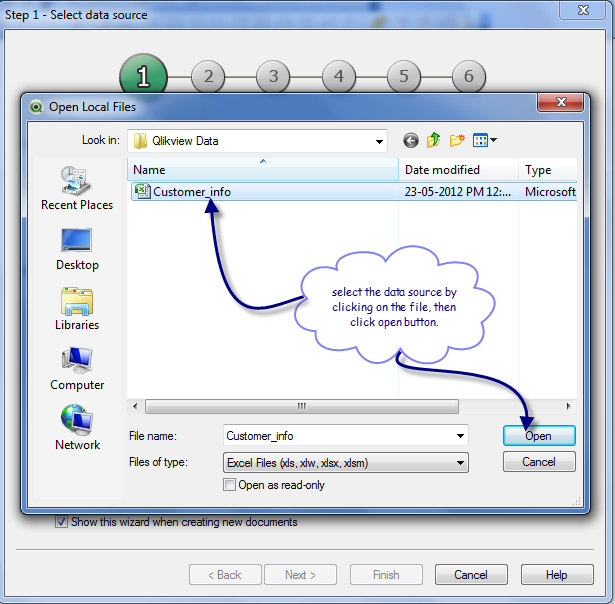 Step 1 - Select data source
1 2 3 4 5 6
Open Local Files
Look in: Qlikview Data
Name Date modified Type
Customer_info 23-05-2012 PM 12:... Microsoft
Recent Places
Desktop
Libraries
Computer
Network
select the data source by
clicking on the file, then
click open button.
File name: Customer_info Open
Files of type: Excel Files (xls, xlw, xlsx, xlsm) Cancel
Open as read-only
Show this wizard when creating new documents
< Back Next > Finish Cancel Help